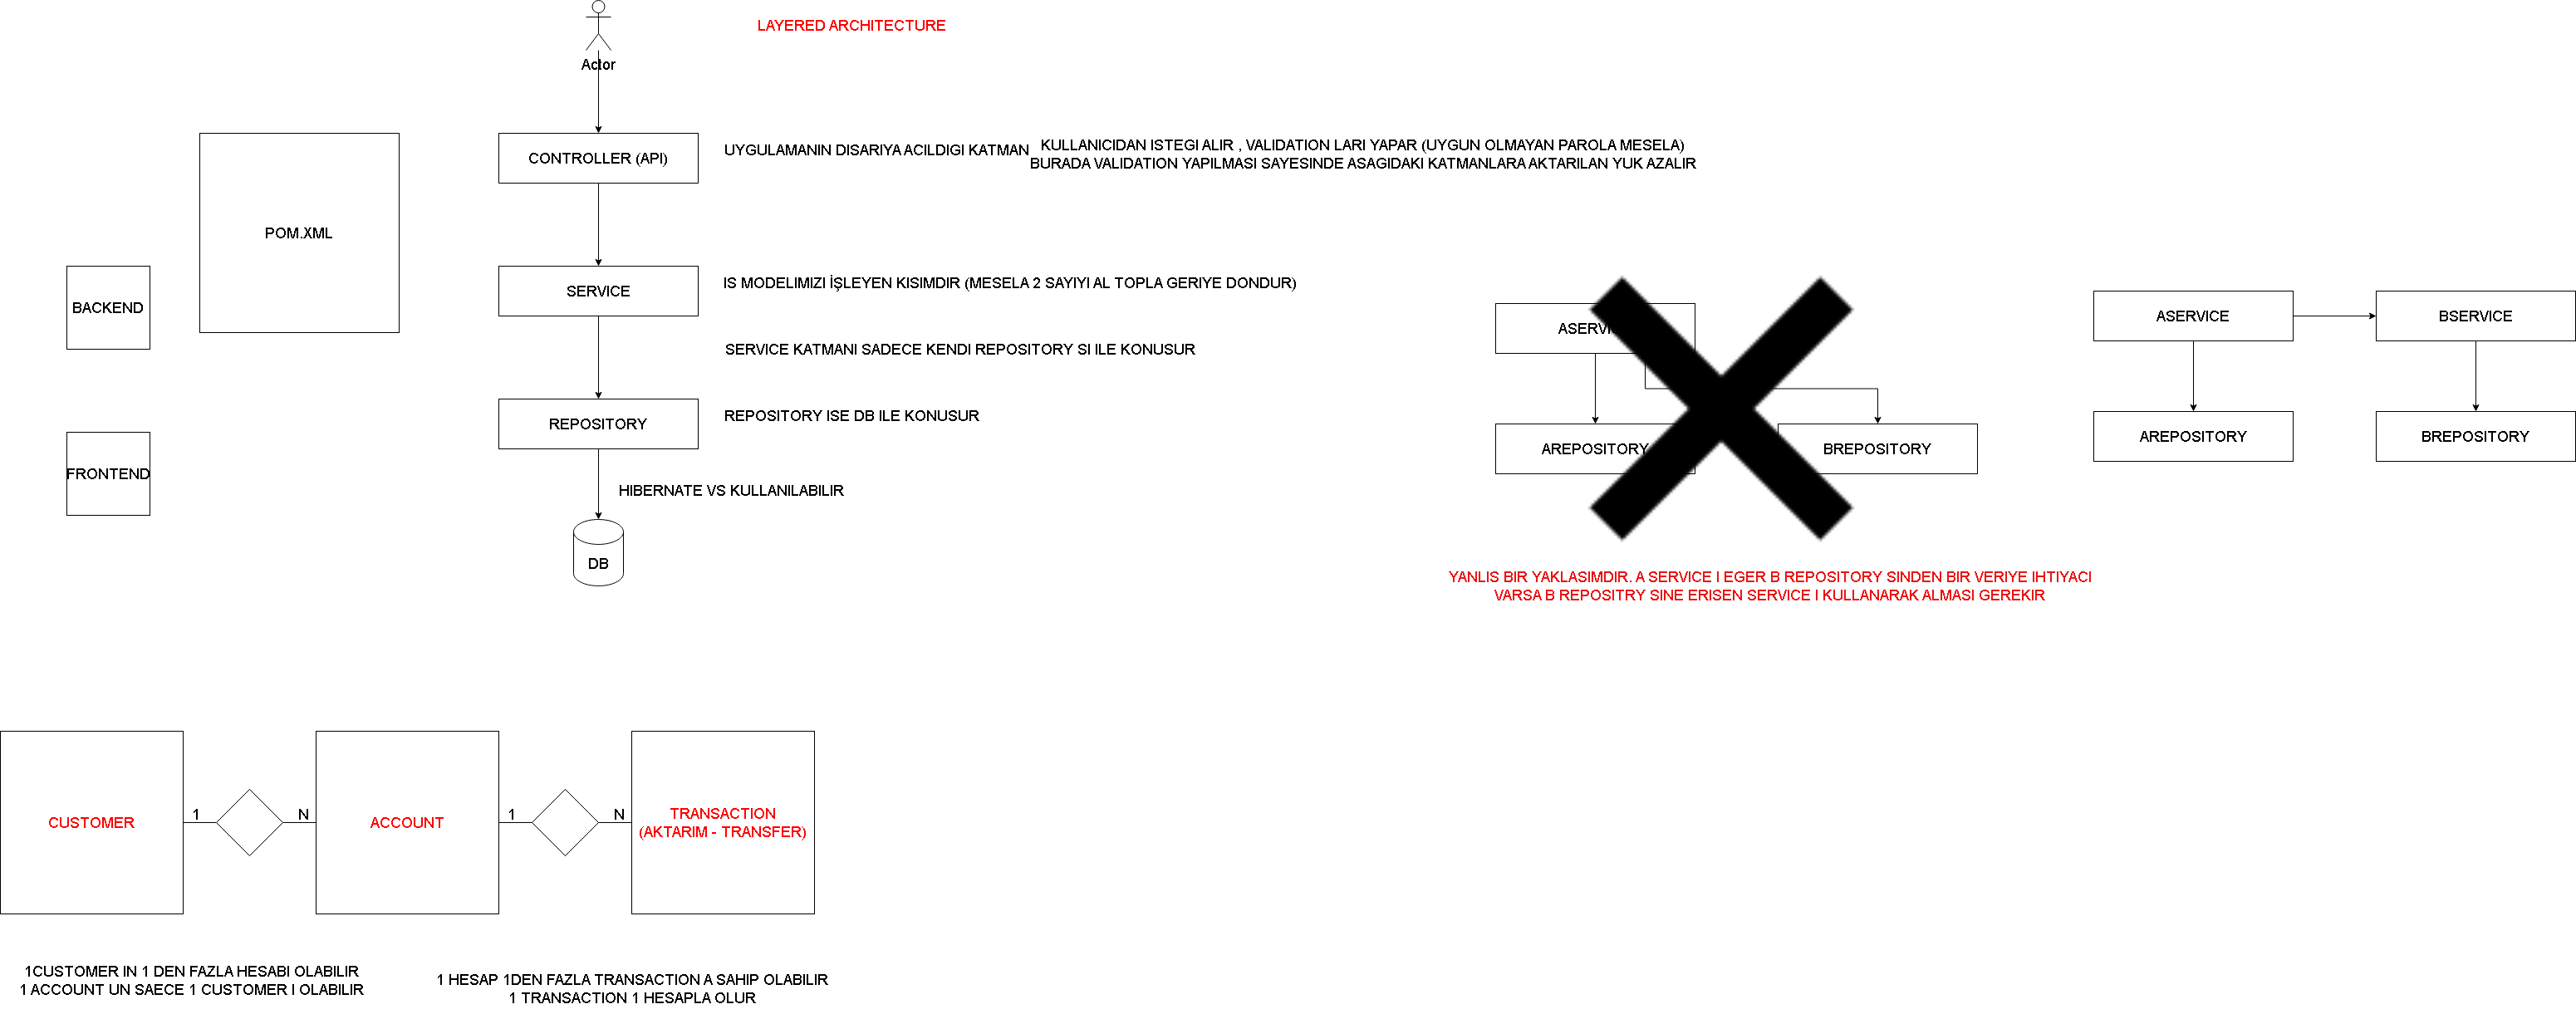 LAYERED ARCHITECTURE
Actor
CONTROLLER (API)
UYGULAMANIN DISARIYA ACILDIGI KATMAN
KULLANICIDAN ISTEGI ALIR , VALIDATION LARI YAPAR (UYGUN OLMAYAN PAROLA MESELA)
BURADA VALIDATION YAPILMASI SAYESINDE ASAGIDAKI KATMANLARA AKTARILAN YUK AZALIR
POM.XML
BACKEND
SERVICE
IS MODELIMIZI İŞLEYEN KISIMDIR (MESELA 2 SAYIYI AL TOPLA GERIYE DONDUR)
SERVICE KATMANI SADECE KENDI REPOSITORY SI ILE KONUSUR
REPOSITORY
REPOSITORY ISE DB ILE KONUSUR
FRONTEND
HIBERNATE VS KULLANILABILIR
DB
ASERVI
AREPOSITORY
BREPOSITORY
ASERVICE
BSERVICE
AREPOSITORY
BREPOSITORY
YANLIS BIR YAKLASIMDIR. A SERVICE I EGER B REPOSITORY SINDEN BIR VERIYE IHTIYACI
VARSA B REPOSITRY SINE ERISEN SERVICE I KULLANARAK ALMASI GEREKIR
CUSTOMER
1
N
ACCOUNT
1
N
TRANSACTION
(AKTARIM - TRANSFER)
1CUSTOMER IN 1 DEN FAZLA HESABI OLABILIR
1 ACCOUNT UN SAECE 1 CUSTOMER I OLABILIR
1 HESAP 1DEN FAZLA TRANSACTION A SAHIP OLABILIR
1 TRANSACTION 1 HESAPLA OLUR